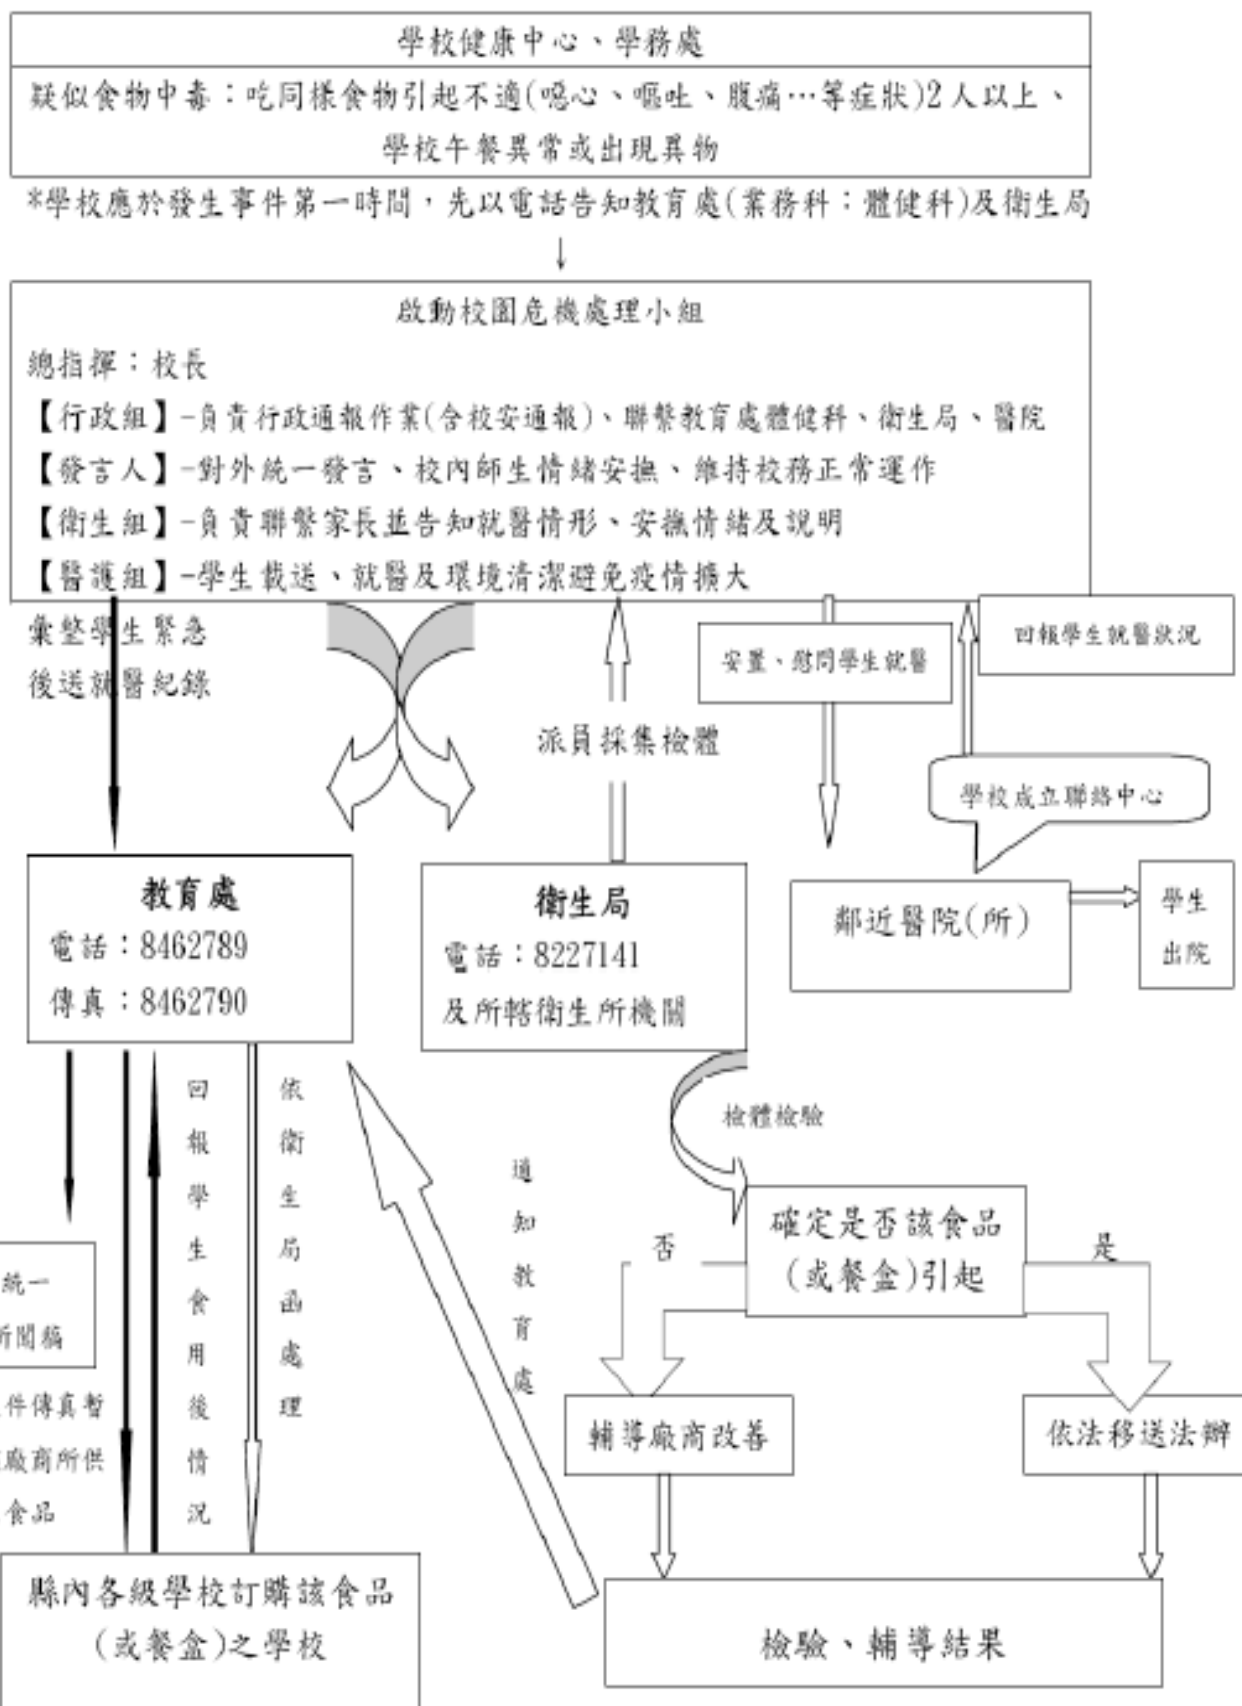 學校健康中心、學務處
疑似食物中毒：吃同樣食物引起不適(噁心、嘔吐、腹痛…等症狀)2人以上、
學校午餐異常或出現異物
*學校應於發生事件第一時間，先以電話告知教育處(業務科：體健科)及衛生局
啟動校園危機處理小組
總指揮：校長
【行政組】-負責行政通報作業(含校安通報)、聯繫教育處體健科、衛生局、醫院
【發言人】-對外統一發言、校內師生情緒安撫、維持校務正常運作
【衛生組】-負責聯繫家長並告知就醫情形、安撫情緒及說明
【醫護組】-學生載送、就醫及環境清潔避免疫情擴大
彙整學生緊急
後送就醫紀錄
派員採集檢體
安置、慰問學生就醫
回報學生就醫狀況
學校成立聯絡中心
教育處
電話：8462789
傳真：8462790
衛生局
電話：8227141
及所轄衛生所機關
鄰近醫院(所)
學生
出院
回報學生食用後情況
依衛生局函處理
通知教育處
檢體檢驗
確定是否該食品
(或餐盒)引起
否
是
統一
聞稿
件傳真暫
廠商所供
食品
輔導廠商改善
依法移送法辦
縣內各級學校訂購該食品
(或餐盒)之學校
檢驗、輔導結果